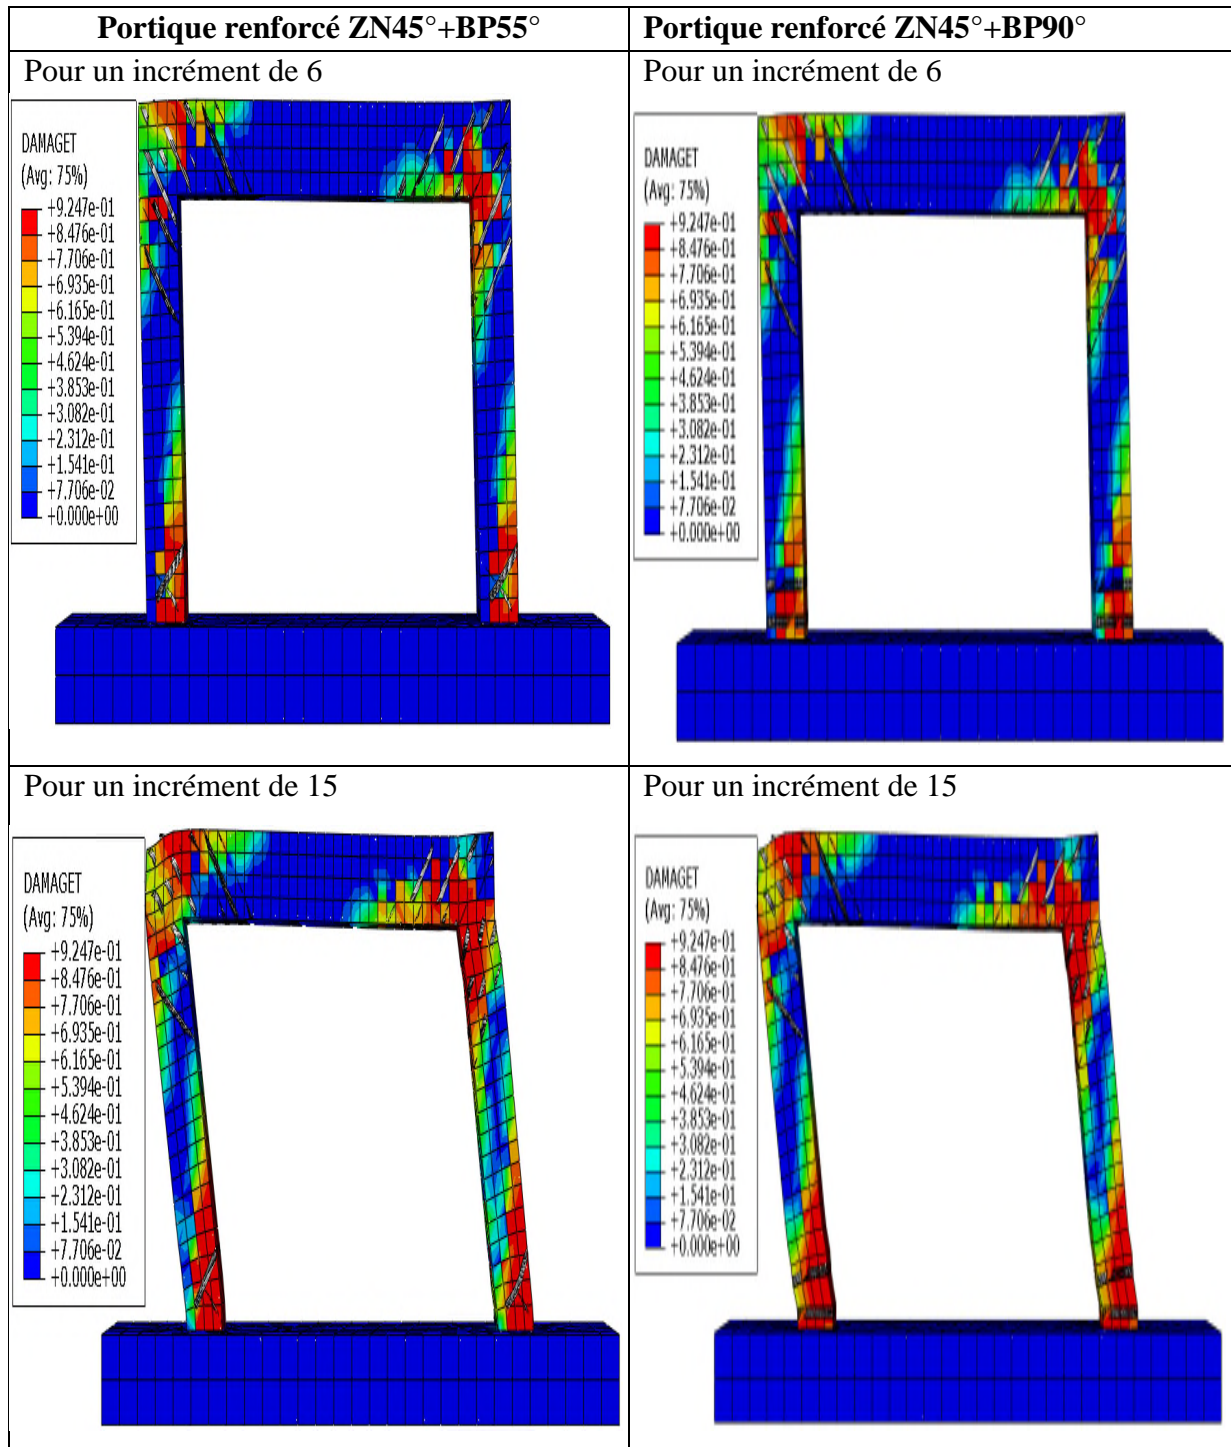 Portique renforcé ZN45°+BP55°
Portique renforcé ZN45°+BP90°
Pour un incrément de 6
DAMAGET
(Avg: 75%)
+9.247e-01
+8.476e-01
+7.706e-01
+6.935e-01
+6.165e-01
+5.394e-01
+4.624e-01
+3.853e-01
+3.082e-01
+2.312e-01
+1.541e-01
+7.706e-02
+0.000e+00
Pour un incrément de 6
DAMAGET
(Avg: 75%)
+9.247e-01
+8.476e-01
+7.706e-01
+6.935e-01
+6.165e-01
+5.394e-01
+4.624e-01
+3.853e-01
+3.082e-01
+2.312e-01
+1.541e-01
+7.706e-02
+0.000e+00
Pour un incrément de 15
DAMAGET
(Avg: 75%)
+9.247e-01
+8.476e-01
+7.706e-01
+6.935e-01
+6.165e-01
+5.394e-01
+4.624e-01
+3.853e-01
+3.082e-01
+2.312e-01
+1.541e-01
+7.706e-02
+0.000e+00
Pour un incrément de 15
DAMAGET
(Avg: 75%)
+9.247e-01
+8.476e-01
+7.706e-01
+6.935e-01
+6.165e-01
+5.394e-01
+4.624e-01
+3.853e-01
+3.082e-01
+2.312e-01
+1.541e-01
+7.706e-02
+0.000e+00